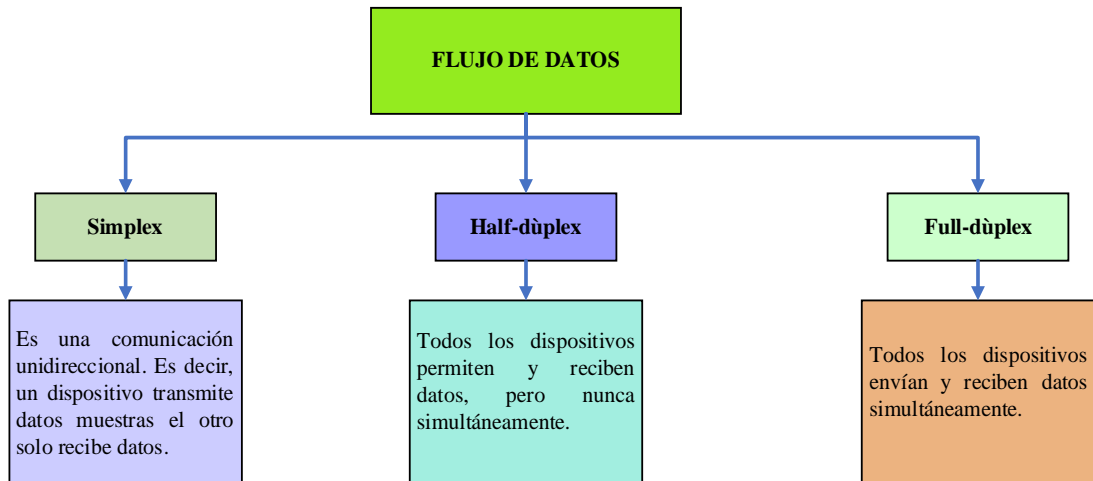 FLUJO DE DATOS
Simplex
Half-dùplex
Full-dùplex
Es una comunicación
unidireccional. Es decir,
un dispositivo transmite
datos muestras el otro
solo recibe datos.
Todos los dispositivos
permiten y reciben
datos, pero nunca
simultáneamente.
Todos los dispositivos
envían y reciben datos
simultáneamente.